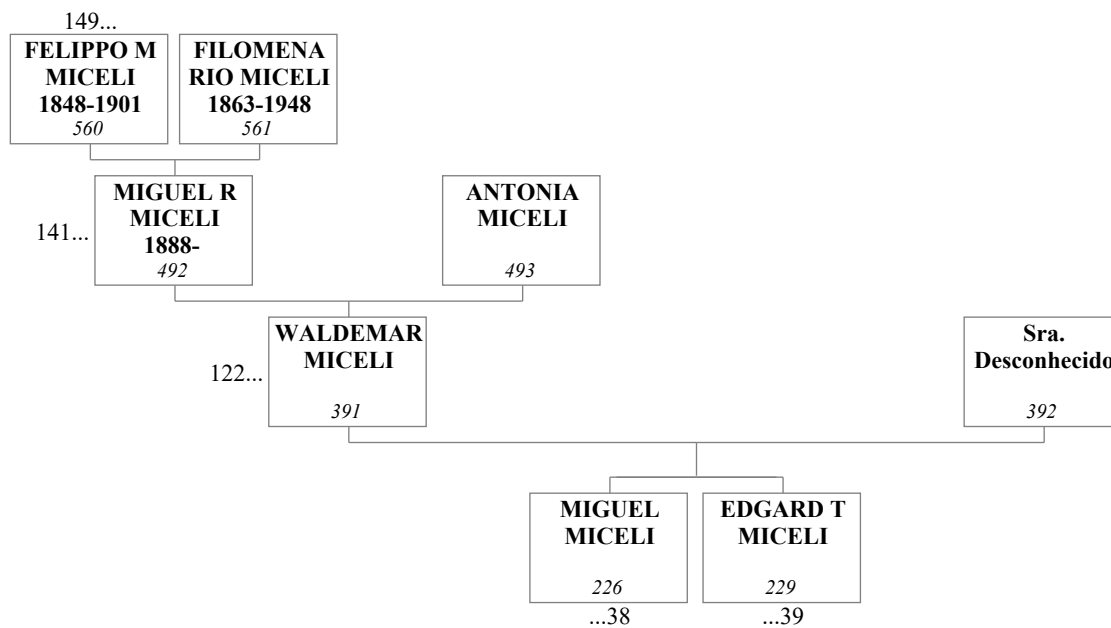 149...
FELIPPO M
MICELI
1848-1901
560
FILOMENA
RIO MICELI
1863-1948
561
141...
MIGUEL R
MICELI
1888-
492
ANTONIA
MICELI
493
122...
WALDEMAR
MICELI
391
Sra.
Desconhecido
392
MIGUEL
MICELI
226
...38
EDGARD T
MICELI
229
...39